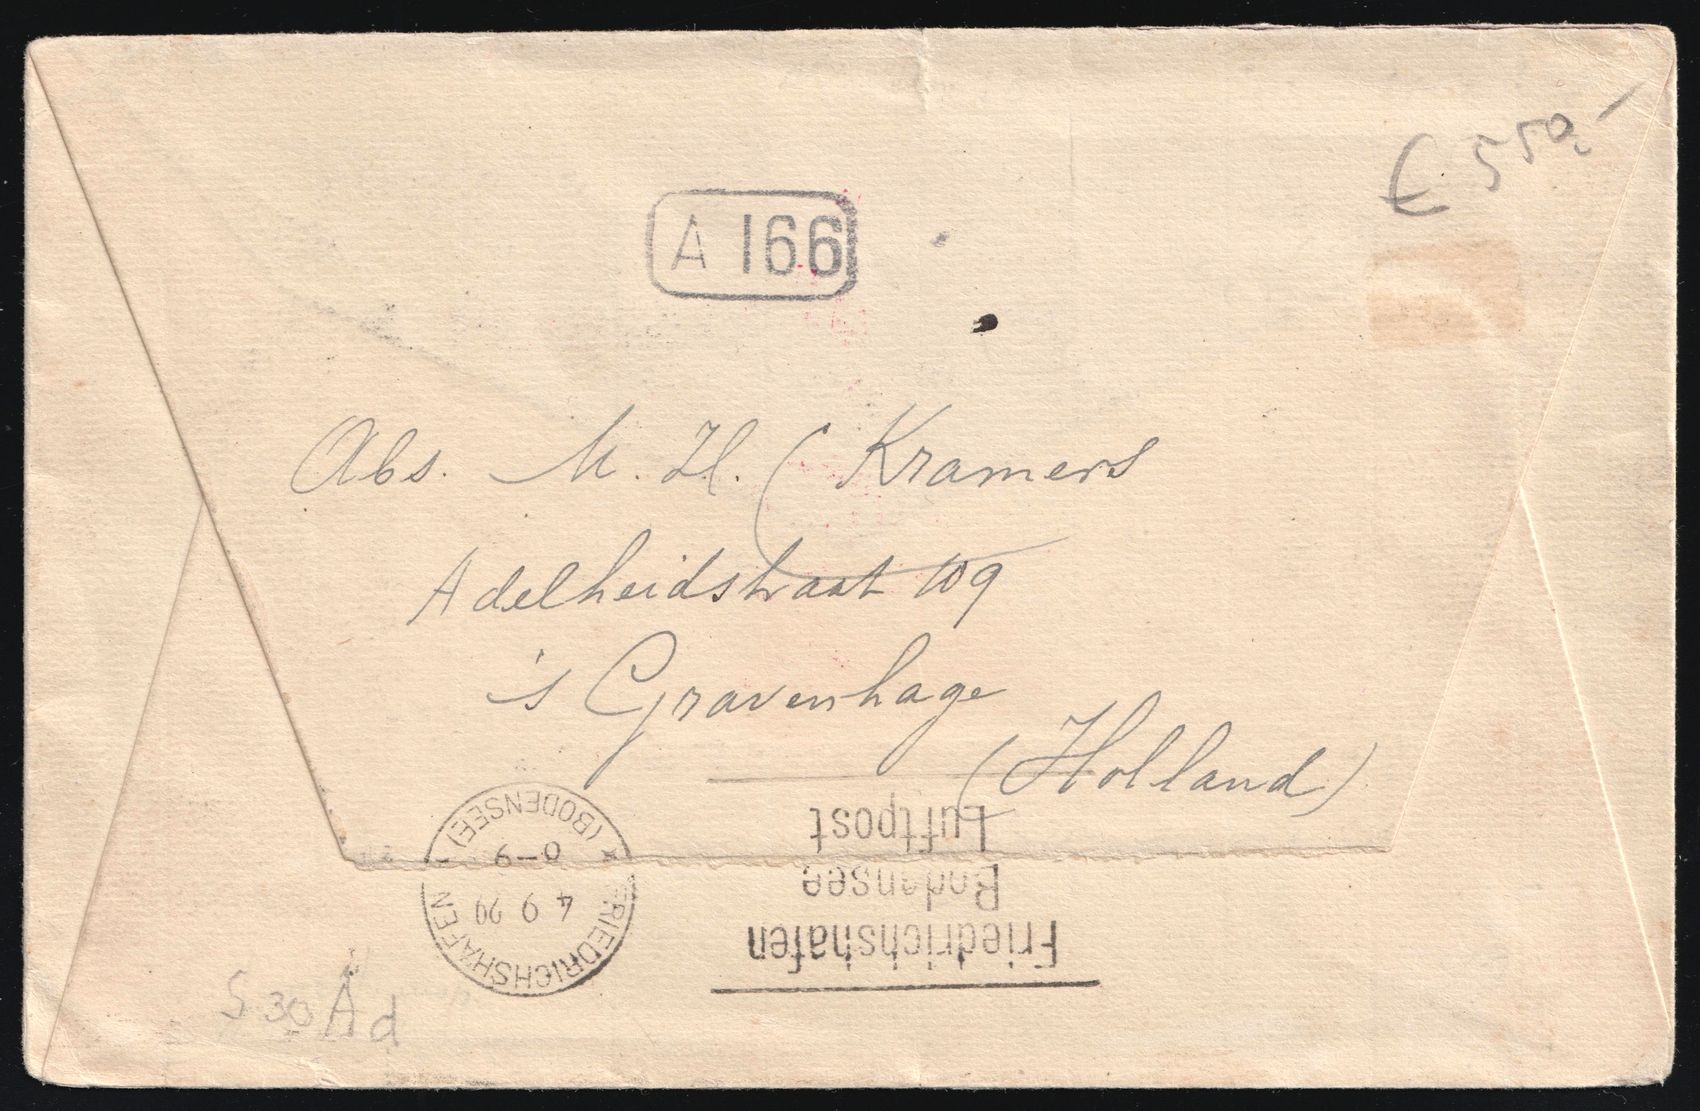 € 550,-
A 166
Abs. M. H. Kramers
Adelheidstraat 109
's Gravenhage
(Holland)
FRIEDRICHSHAFEN
4 9 29
8-9
* (BODENSEE)
Friedrichshafen
Bodensee
Luftpost
S 30 A d